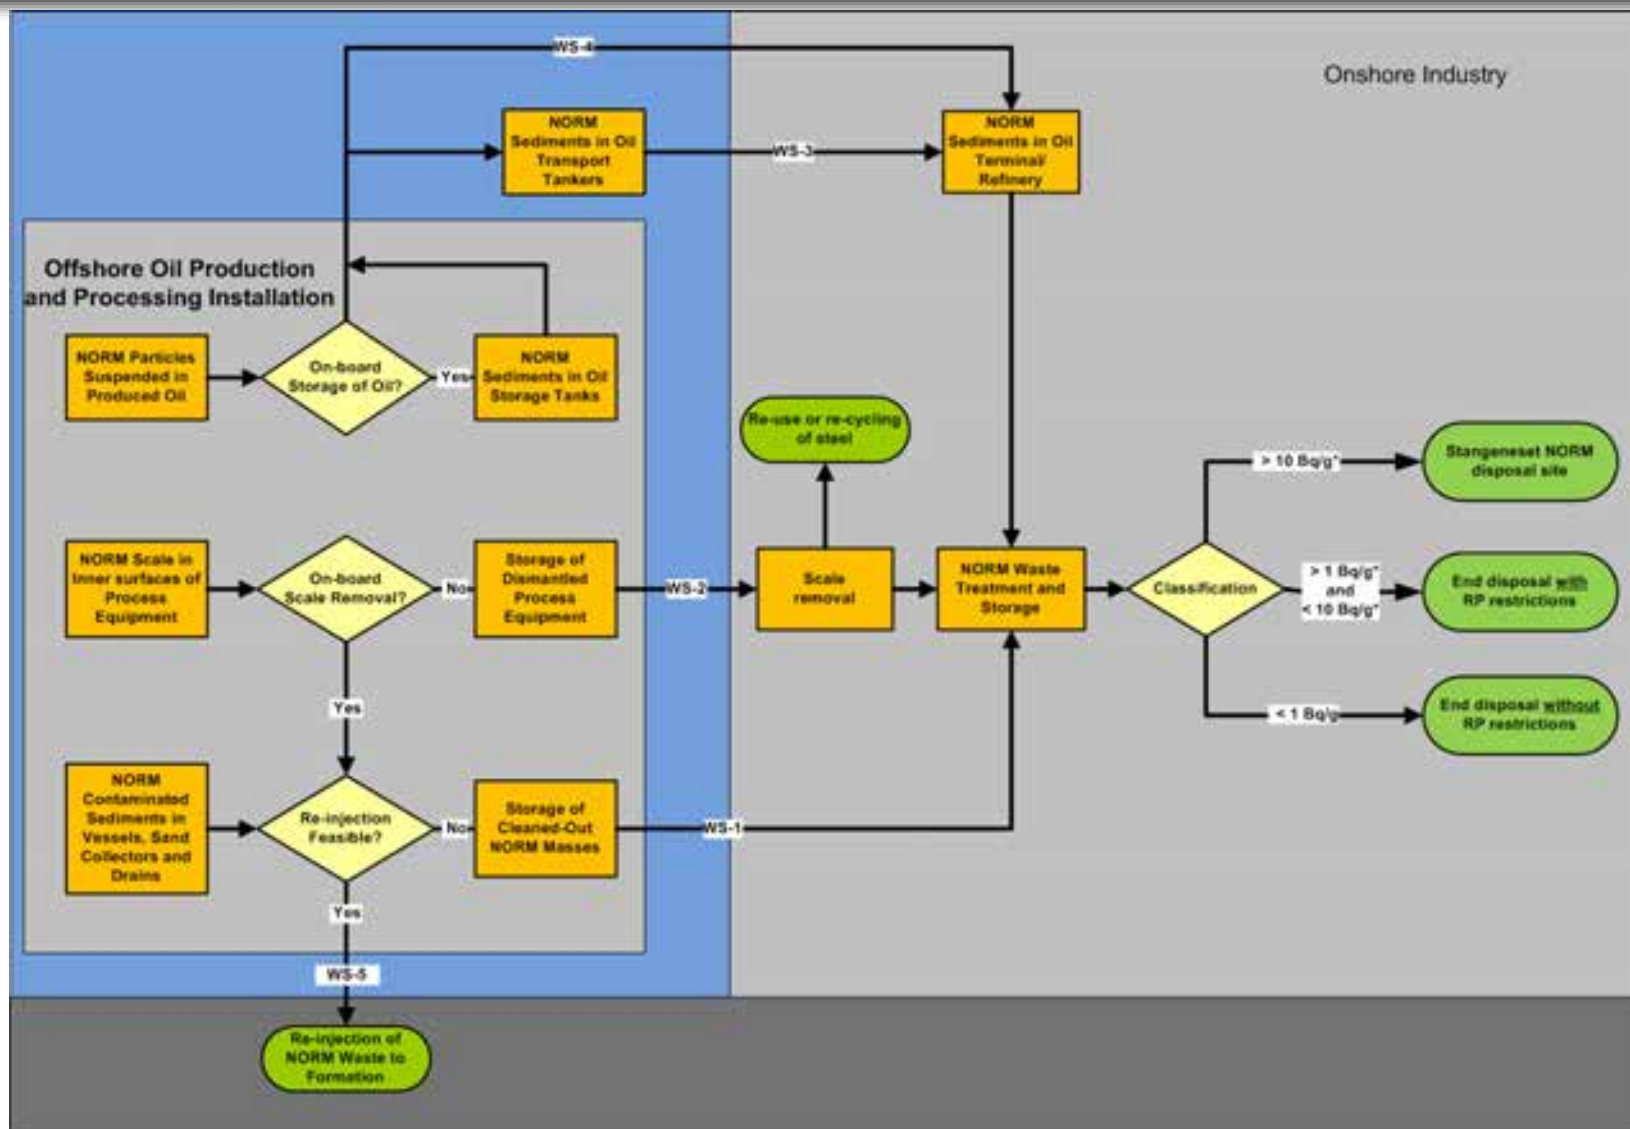 WS-4
Onshore Industry
NORM
Sediments in Oil
Transport
Tankers
WS-3
NORM
Sediments in Oil
Terminal/
Refinery
Offshore Oil Production
and Processing Installation
NORM Particles
Suspended in
Produced Oil
On-board
Storage of Oil?
Yes
NORM
Sediments in Oil
Storage Tanks
Re-use or re-cycling
of steel
> 10 Bq/g*
Stangeneset NORM
disposal site
NORM Scale in
Inner surfaces of
Process
Equipment
On-board
Scale Removal?
No
Storage of
Dismantled
Process
Equipment
WS-2
Scale
removal
NORM Waste
Treatment and
Storage
Classification
> 1 Bq/g*
and
< 10 Bq/g*
End disposal with
RP restrictions
Yes
< 1 Bq/g
End disposal without
RP restrictions
NORM
Contaminated
Sediments in
Vessels, Sand
Collectors and
Drains
Re-injection
Feasible?
No
Storage of
Cleaned-Out
NORM Masses
WS-1
Yes
WS-5
Re-injection of
NORM Waste to
Formation